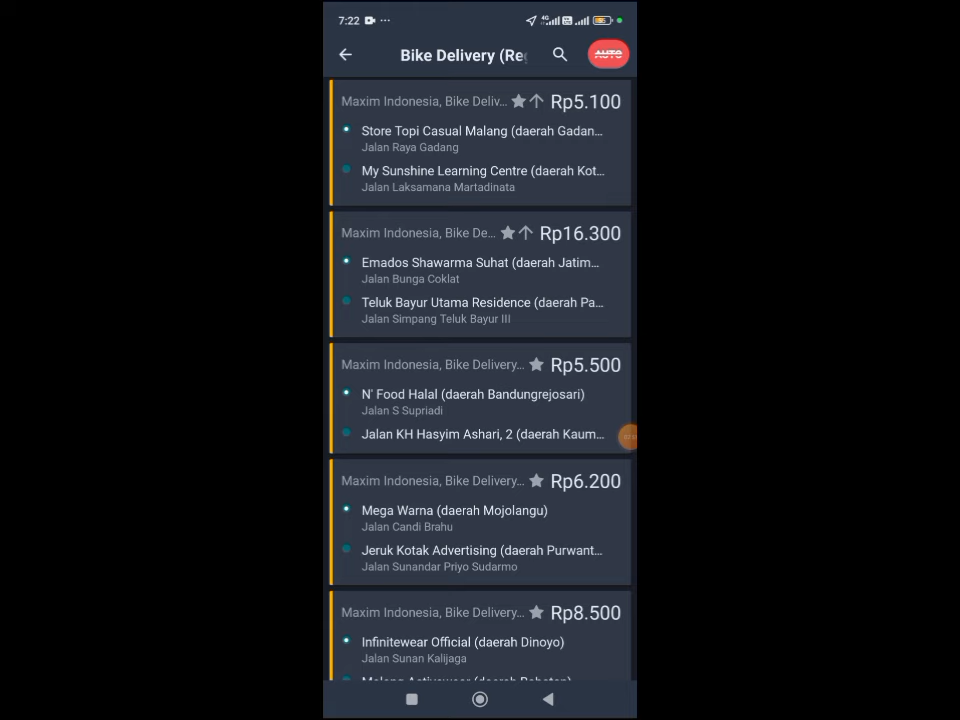 7:22 ...
4G
Bike Delivery (Re
AUTO
Maxim Indonesia, Bike Deliv... Rp5.100
Store Topi Casual Malang (daerah Gadan...
Jalan Raya Gadang
My Sunshine Learning Centre (daerah Kot...
Jalan Laksamana Martadinata
Maxim Indonesia, Bike De... Rp16.300
Emados Shawarma Suhat (daerah Jatim...
Jalan Bunga Coklat
Teluk Bayur Utama Residence (daerah Pa...
Jalan Simpang Teluk Bayur III
Maxim Indonesia, Bike Delivery... Rp5.500
N' Food Halal (daerah Bandungrejosari)
Jalan S Supriadi
Jalan KH Hasyim Ashari, 2 (daerah Kaum...
Maxim Indonesia, Bike Delivery... Rp6.200
Mega Warna (daerah Mojolangu)
Jalan Candi Brahu
Jeruk Kotak Advertising (daerah Purwant...
Jalan Sunandar Priyo Sudarmo
Maxim Indonesia, Bike Delivery... Rp8.500
Infinitewear Official (daerah Dinoyo)
Jalan Sunan Kalijaga